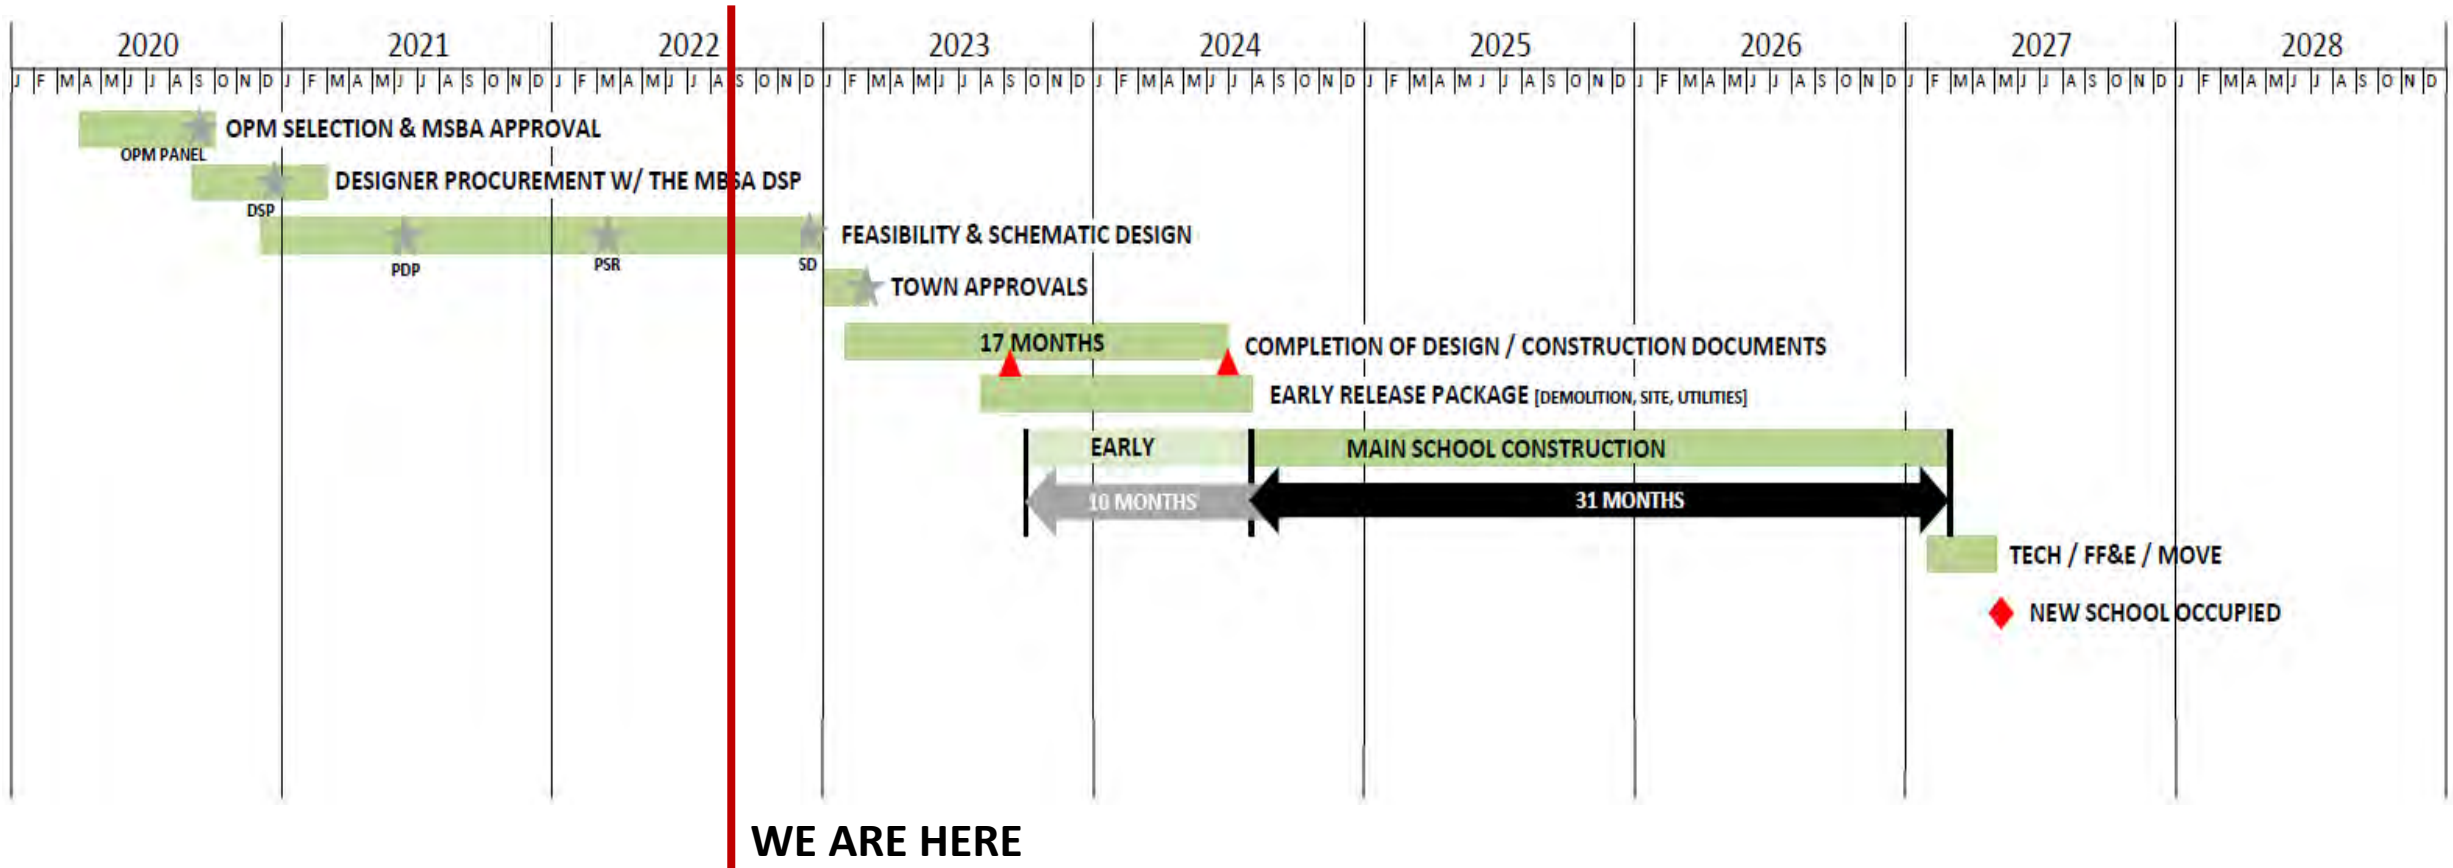 2020 2021 2022 2023 2024 2025 2026 2027 2028
J F M A M J J A S O N D J F M A M J J A S O N D J F M A M J J A S O N D J F M A M J J A S O N D J F M A M J J A S O N D J F M A M J J A S O N D J F M A M J J A S O N D J F M A M J J A S O N D J F M A M J J A S O N D
OPM SELECTION & MSBA APPROVAL
OPM PANEL
DESIGNER PROCUREMENT W/ THE MBSA DSP
DSP
FEASIBILITY & SCHEMATIC DESIGN
PDP PSR SD
TOWN APPROVALS
17 MONTHS COMPLETION OF DESIGN / CONSTRUCTION DOCUMENTS
EARLY RELEASE PACKAGE [DEMOLITION, SITE, UTILITIES]
EARLY MAIN SCHOOL CONSTRUCTION
10 MONTHS 31 MONTHS
TECH / FF&E / MOVE
NEW SCHOOL OCCUPIED
WE ARE HERE